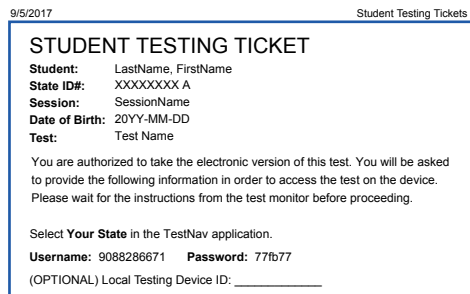 9/5/2017 Student Testing Tickets
STUDENT TESTING TICKET
Student: LastName, FirstName
State ID#: XXXXXXXX A
Session: SessionName
Date of Birth: 20YY-MM-DD
Test: Test Name
You are authorized to take the electronic version of this test. You will be asked
to provide the following information in order to access the test on the device.
Please wait for the instructions from the test monitor before proceeding.
Select Your State in the TestNav application.
Username: 9088286671 Password: 77fb77
(OPTIONAL) Local Testing Device ID: _____________